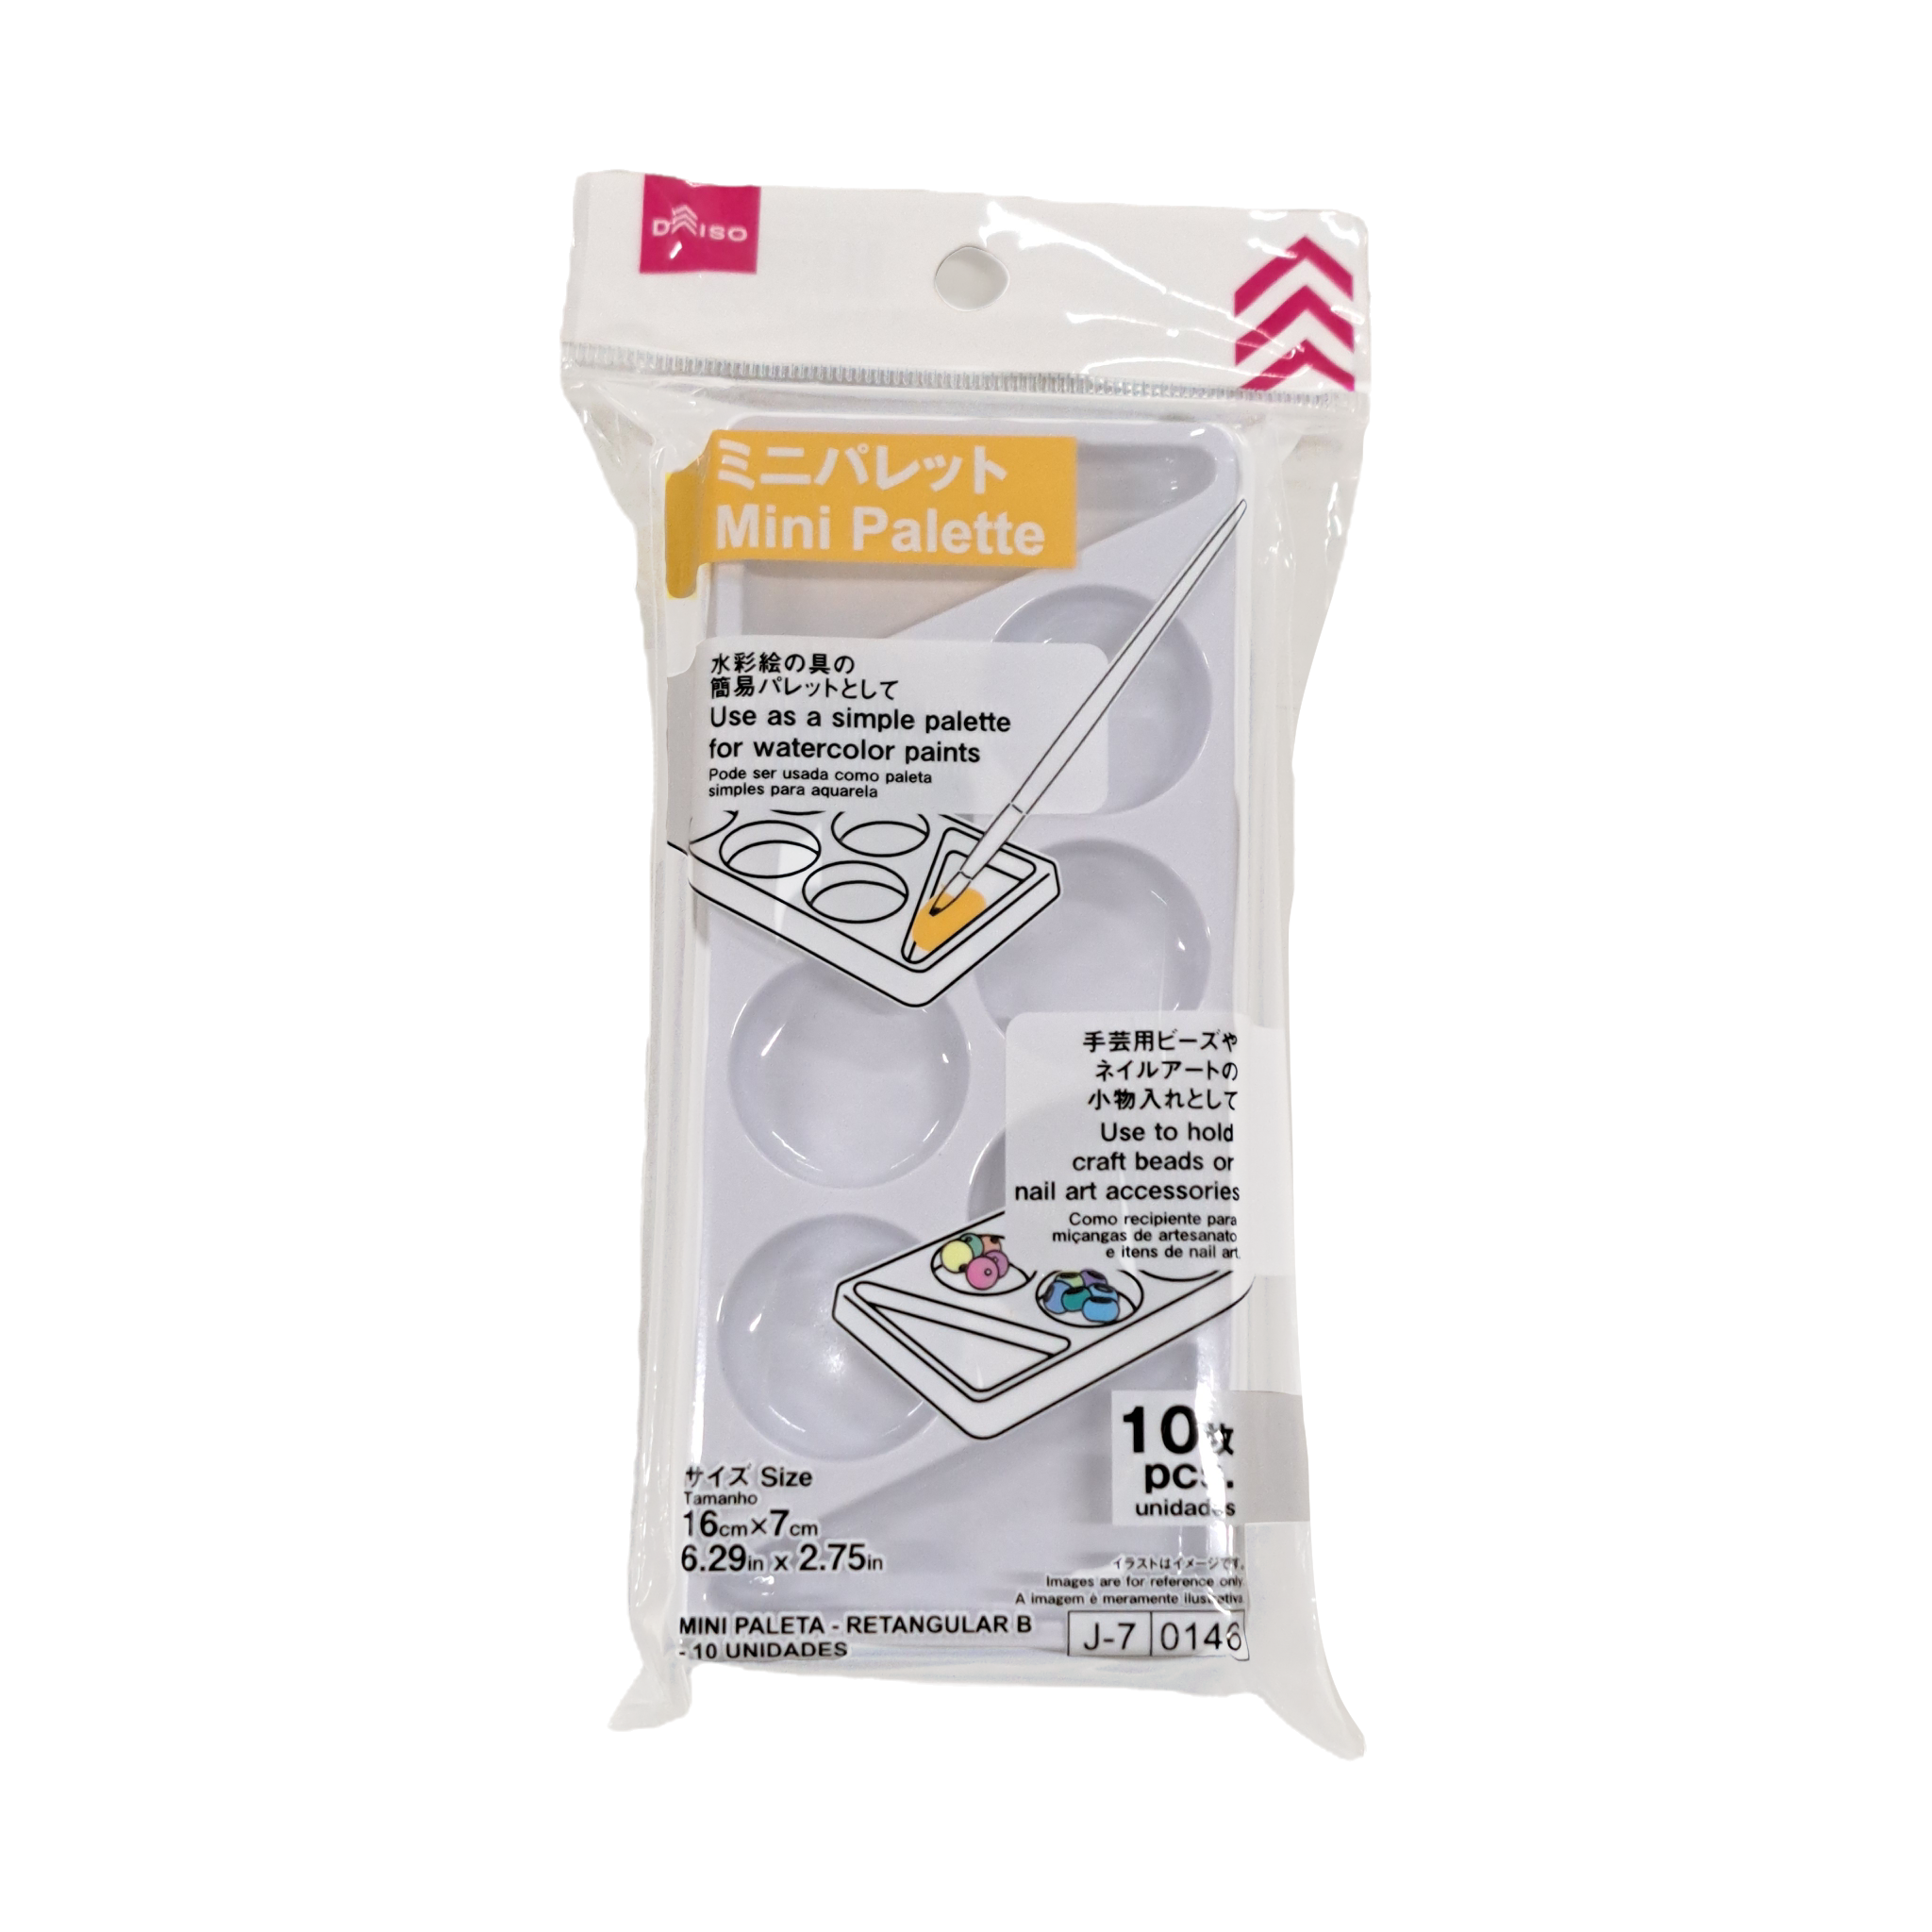 DAISO
ミニパレット
Mini Palette
水彩絵の具の
簡易パレットとして
Use as a simple palette
for watercolor paints
Pode ser usada como paleta
simples para aquarela
手芸用ビーズや
ネイルアートの
小物入れとして
Use to hold
craft beads or
nail art accessories
Como recipiente para
miçangas de artesanato
e itens de nail art.
10枚
pcs.
unidades
サイズ Size
Tamanho
16cm×7cm
6.29in x 2.75in
イラストはイメージです。
Images are for reference only.
A imagem é meramente ilustrativa.
MINI PALETA - RETANGULAR B
- 10 UNIDADES
J-7 0146